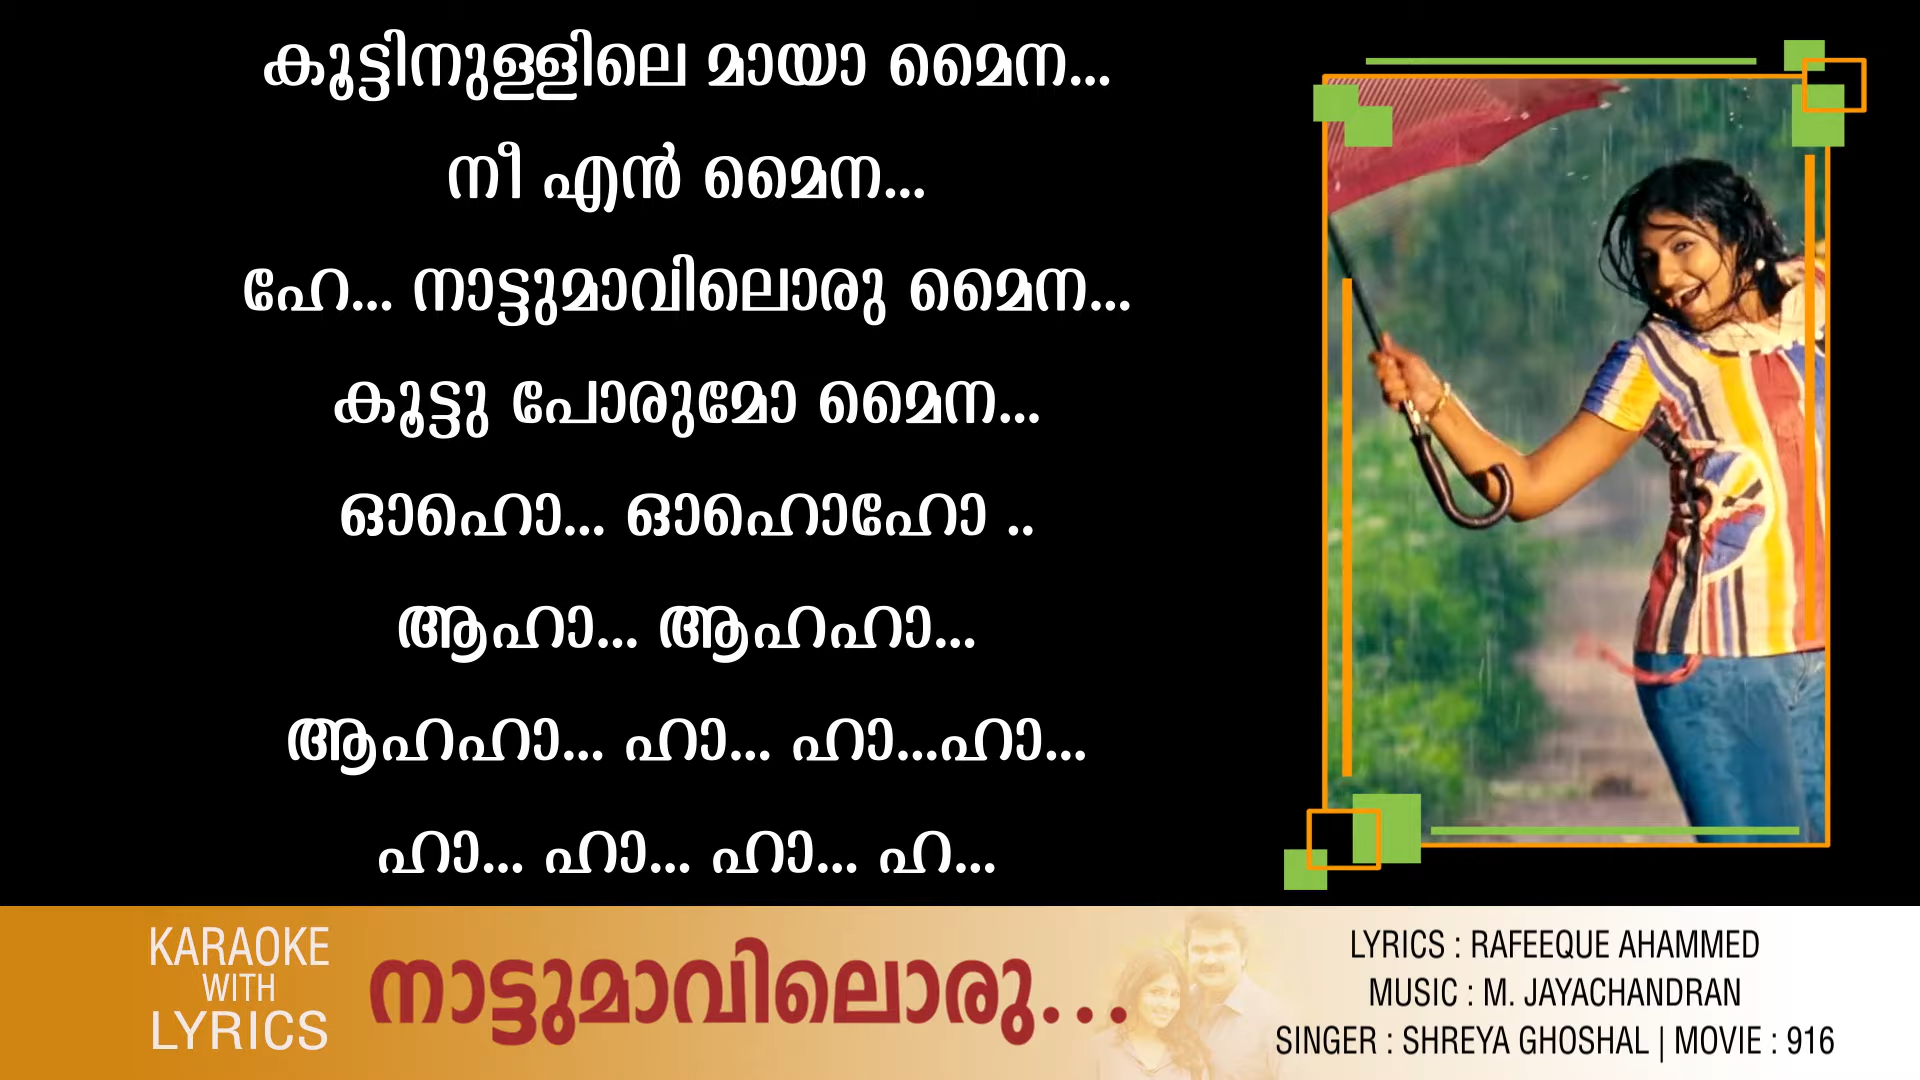 കൂട്ടിനുള്ളിലെ മായാ മൈന...
നീ എൻ മൈന...
ഹേ... നാട്ടുമാവിലൊരു മൈന...
കൂട്ടു പോരുമോ മൈന...
ഓഹൊ... ഓഹൊഹോ ..
ആഹാ... ആഹഹാ...
ആഹഹാ... ഹാ... ഹാ...ഹാ...
ഹാ... ഹാ... ഹാ... ഹ...
KARAOKE
WITH
LYRICS
നാട്ടുമാവിലൊരു...
LYRICS : RAFEEQUE AHAMMED
MUSIC : M. JAYACHANDRAN
SINGER : SHREYA GHOSHAL | MOVIE : 916